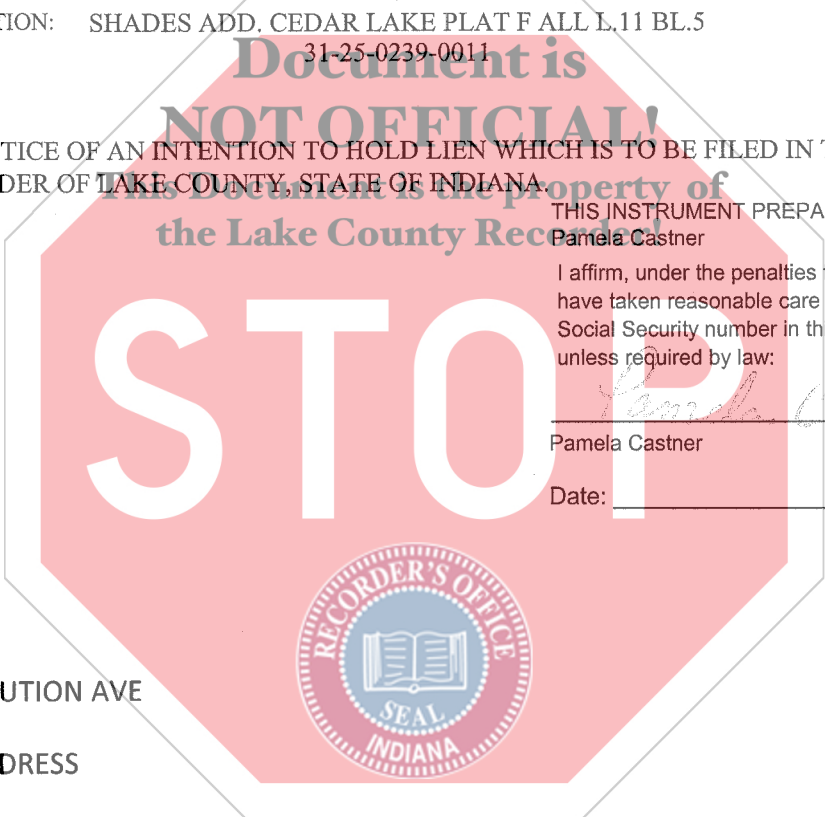 TION: SHADES ADD. CEDAR LAKE PLAT F ALL L.11 BL.5
31-25-0239-0011
Document is
NOT OFFICIAL!
TICE OF AN INTENTION TO HOLD LIEN WHICH IS TO BE FILED IN
DER OF LAKE COUNTY, STATE OF INDIANA.
This Document is the property of
the Lake County Recorder!
THIS INSTRUMENT PREPA
Pamela Castner
I affirm, under the penalties
have taken reasonable care
Social Security number in th
unless required by law:
Pamela C
Pamela Castner
Date:
STOP
RECORDER'S OFFICE
SEAL
INDIANA
UTION AVE
DRESS